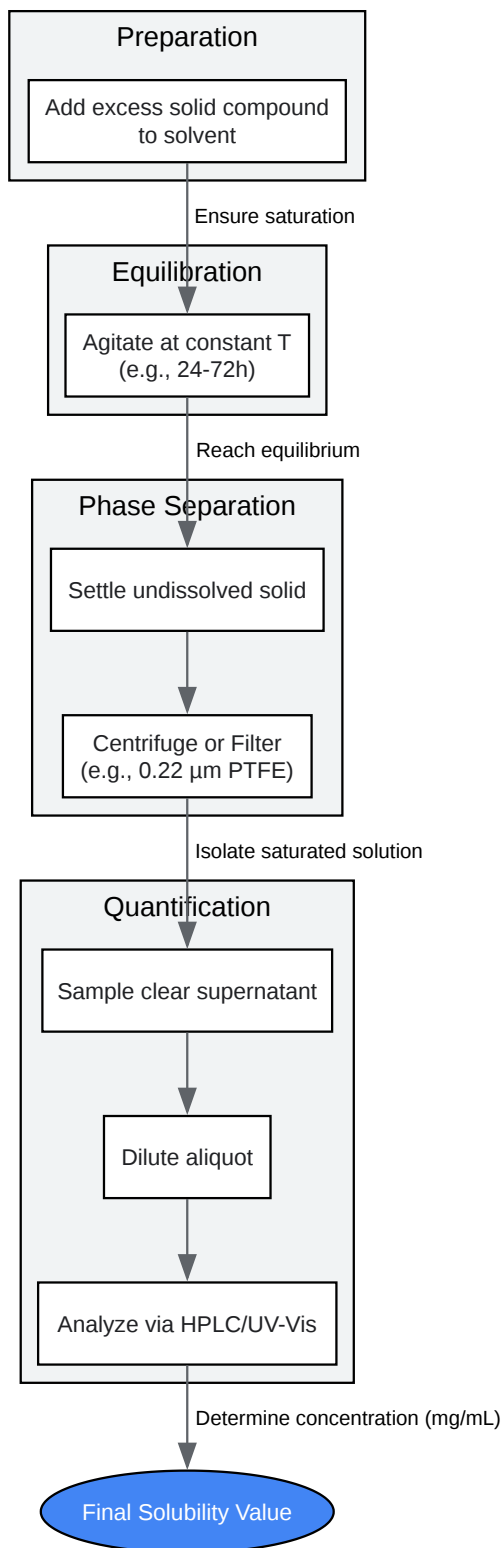 Preparation
Add excess solid compound
to solvent
Ensure saturation
Equilibration
Agitate at constant T
(e.g., 24-72h)
Reach equilibrium
Phase Separation
Settle undissolved solid
Centrifuge or Filter
(e.g., 0.22 µm PTFE)
Isolate saturated solution
Quantification
Sample clear supernatant
Dilute aliquot
Analyze via HPLC/UV-Vis
Determine concentration (mg/mL)
Final Solubility Value